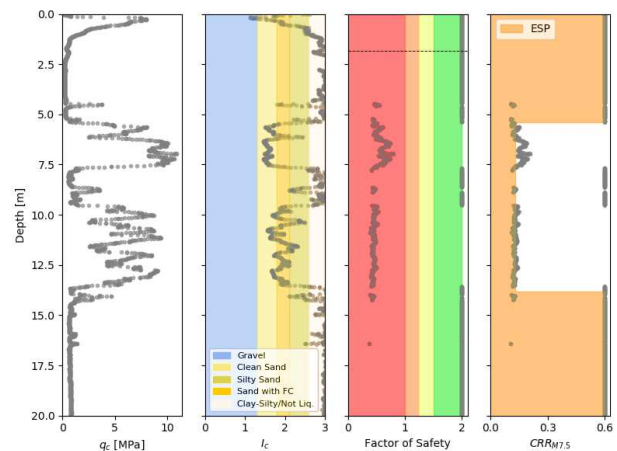 0.0
2.5
5.0
7.5
10.0
12.5
15.0
17.5
20.0
Depth [m]
0 5 10
q_c [MPa]
Gravel
Clean Sand
Silty Sand
Sand with FC
Clay-Silty/Not Liq.
0 1 2 3
I_c
0 1 2
Factor of Safety
ESP
0.0 0.3 0.6
CRR_M7.5